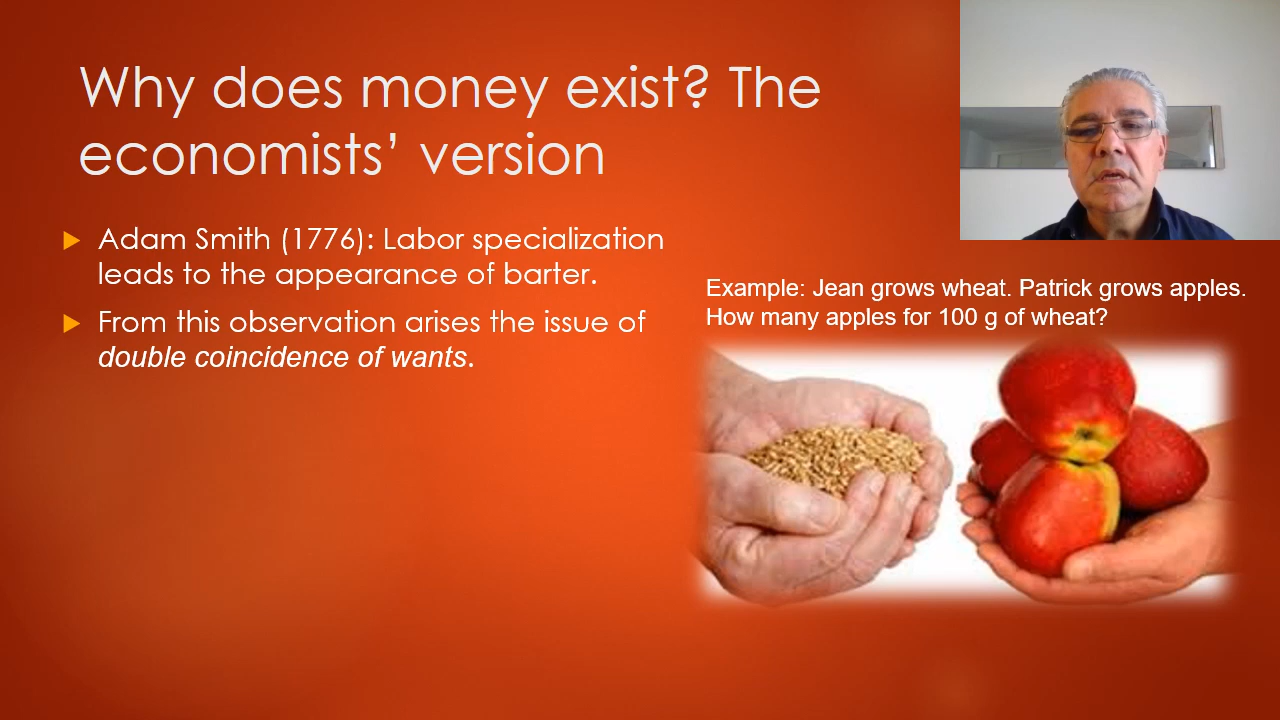 Why does money exist? The
economists’ version
Adam Smith (1776): Labor specialization
leads to the appearance of barter.
From this observation arises the issue of
double coincidence of wants.
Example: Jean grows wheat. Patrick grows apples.
How many apples for 100 g of wheat?